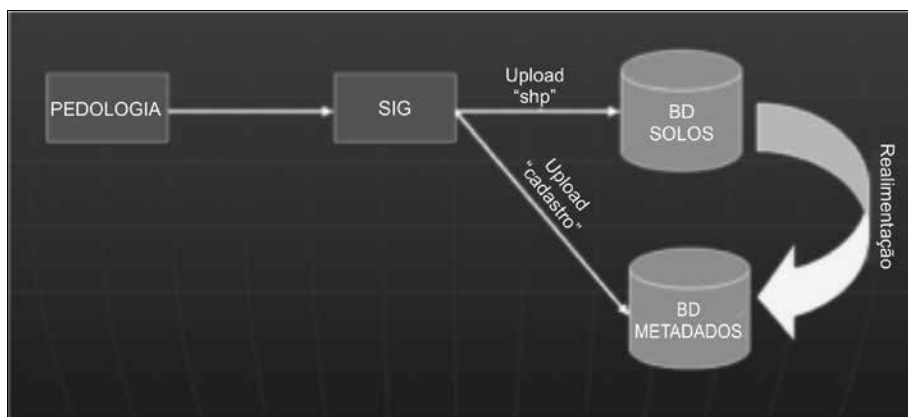 PEDOLOGIA
SIG
Upload
“shp”
BD
SOLOS
Upload
“cadastro”
Realimentação
BD
METADADOS